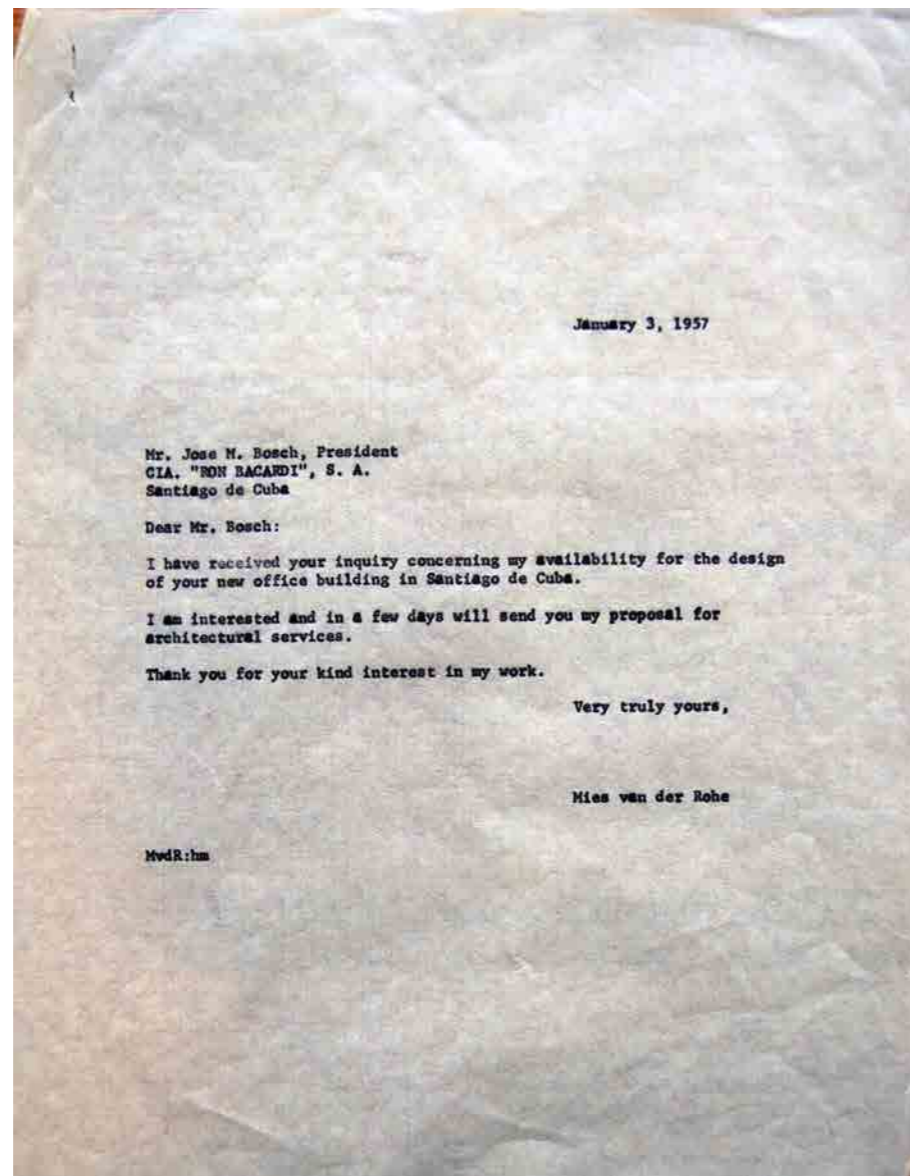 January 3, 1957
Mr. Jose M. Bosch, President
CIA. "RON BACARDI", S. A.
Santiago de Cuba
Dear Mr. Bosch:
I have received your inquiry concerning my availability for the design
of your new office building in Santiago de Cuba.
I am interested and in a few days will send you my proposal for
architectural services.
Thank you for your kind interest in my work.
Very truly yours,
Mies van der Rohe
MvdR:hm